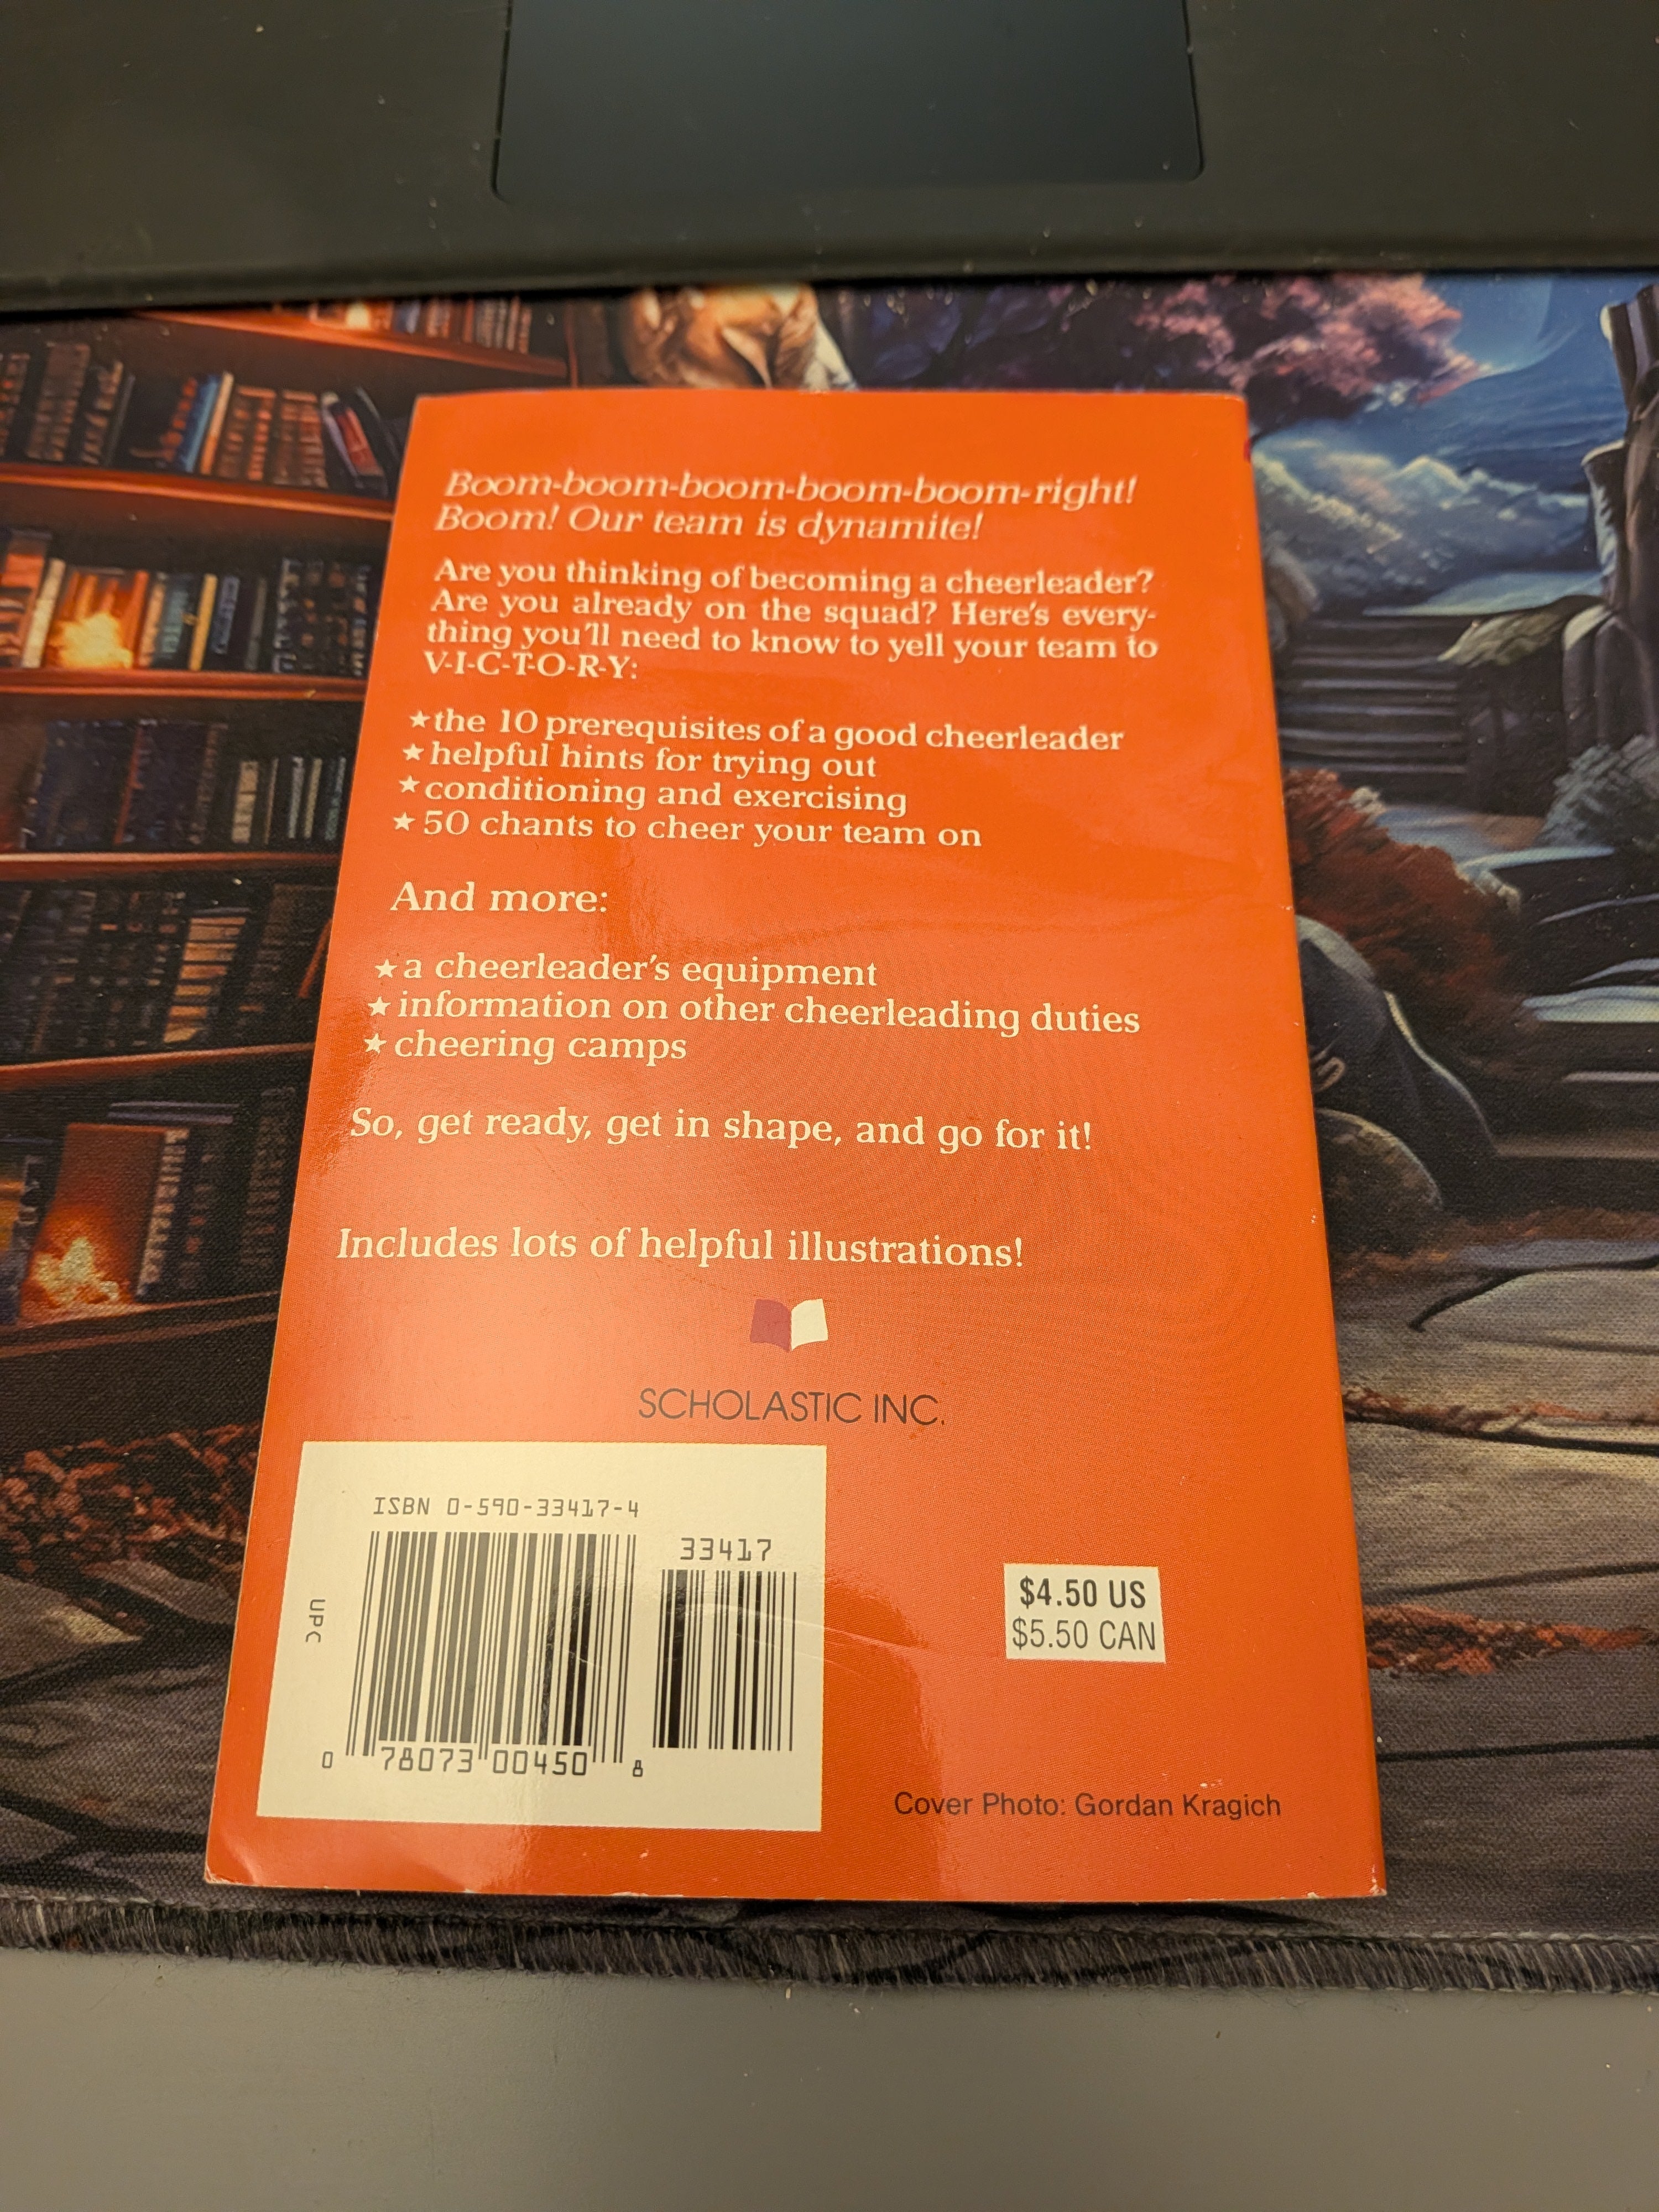 Boom-boom-boom-boom-boom-right!
Boom! Our team is dynamite!
Are you thinking of becoming a cheerleader?
Are you already on the squad? Here's every-
thing you'll need to know to yell your team to
V-I-C-T-O-R-Y:
★the 10 prerequisites of a good cheerleader
★helpful hints for trying out
★conditioning and exercising
★50 chants to cheer your team on
And more:
★a cheerleader's equipment
★information on other cheerleading duties
★cheering camps
So, get ready, get in shape, and go for it!
Includes lots of helpful illustrations!
SCHOLASTIC INC.
ISBN 0-590-33417-4
33417
UPC
0 78073 00450 8
$4.50 US
$5.50 CAN
Cover Photo: Gordan Kragich